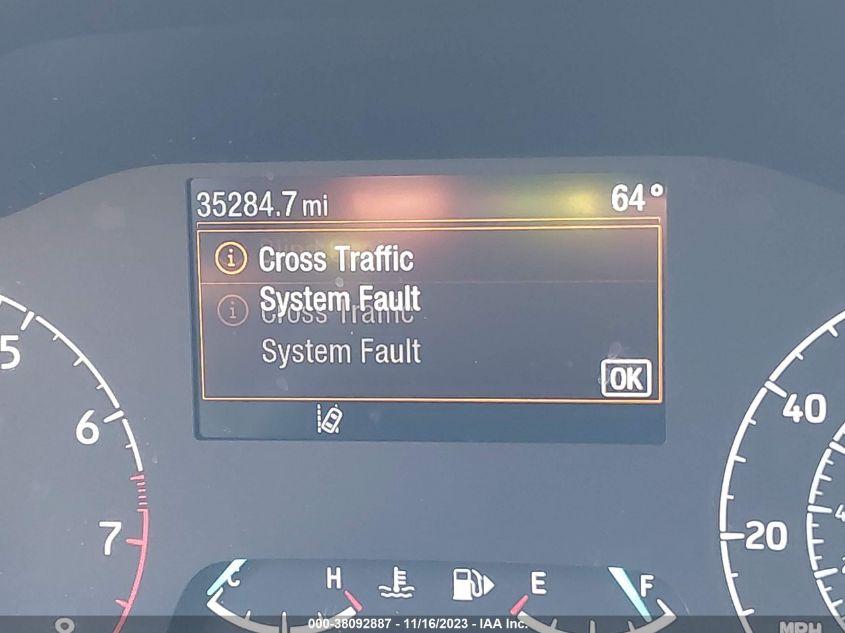 35284.7 mi 64°
Cross Traffic
System Fault
Cross Traffic
System Fault
OK
5
6
7
8
40
20
MPH
C H E F
000-38092887 - 11/16/2023 - IAA Inc.